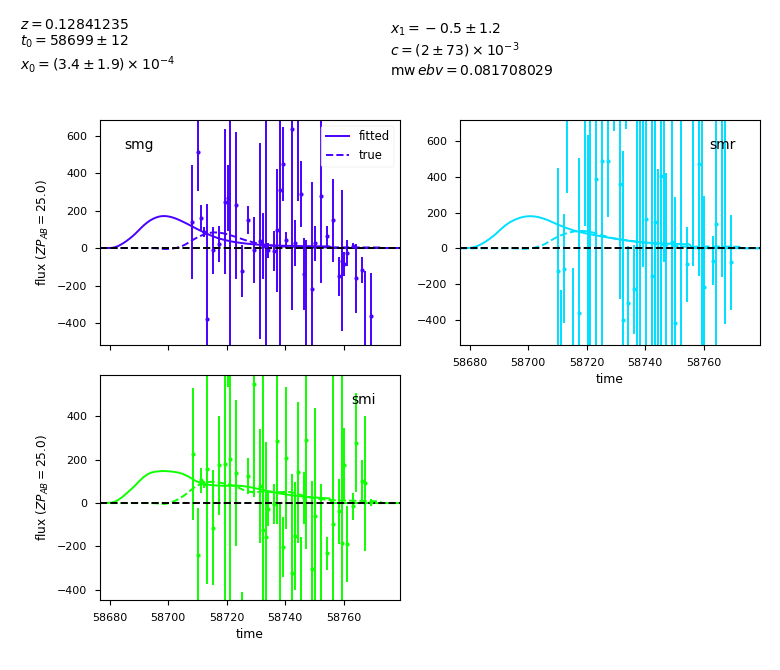 z = 0.12841235
t₀ = 58699 ± 12
x₀ = (3.4 ± 1.9) × 10⁻⁴
x₁ = −0.5 ± 1.2
c = (2 ± 73) × 10⁻³
mw ebv = 0.081708029
smg
fitted
true
600
400
200
0
−200
−400
flux (ZP_AB = 25.0)
smr
600
400
200
0
−200
−400
58680 58700 58720 58740 58760
time
smi
400
200
0
−200
−400
flux (ZP_AB = 25.0)
58680 58700 58720 58740 58760
time